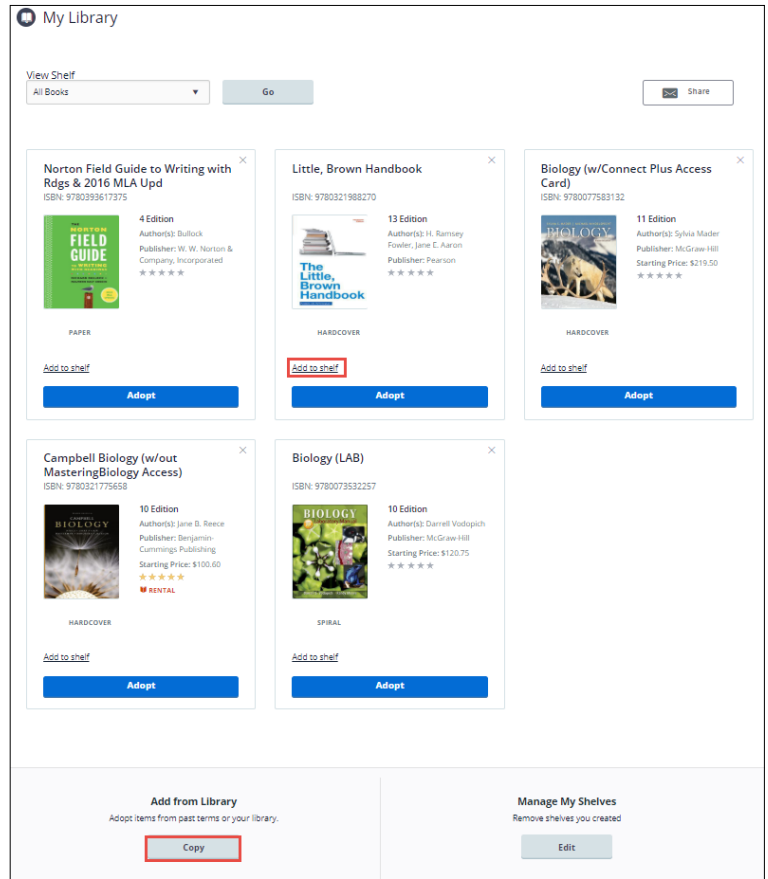 My Library
View Shelf
All Books ▼
Go
Share
Norton Field Guide to Writing with
Rdgs & 2016 MLA Upd
ISBN: 9780393617375
THE
NORTON
FIELD
GUIDE
TO WRITING
4 Edition
Author(s): Bullock
Publisher: W. W. Norton &
Company, Incorporated
PAPER
Add to shelf
Adopt
Little, Brown Handbook
ISBN: 9780321988270
The
Little,
Brown
Handbook
13 Edition
Author(s): H. Ramsey
Fowler, Jane E. Aaron
Publisher: Pearson
HARDCOVER
Add to shelf
Adopt
Biology (w/Connect Plus Access
Card)
ISBN: 9780077583132
BIOLOGY
11 Edition
Author(s): Sylvia Mader
Publisher: McGraw-Hill
Starting Price: $219.50
HARDCOVER
Add to shelf
Adopt
Campbell Biology (w/out
MasteringBiology Access)
ISBN: 9780321775658
CAMPBELL
BIOLOGY
10 Edition
Author(s): Jane B. Reece
Publisher: Benjamin-
Cummings Publishing
Starting Price: $100.60
RENTAL
HARDCOVER
Add to shelf
Adopt
Biology (LAB)
ISBN: 9780073532257
BIOLOGY
10 Edition
Author(s): Darrell Vodopich
Publisher: McGraw-Hill
Starting Price: $120.75
SPIRAL
Add to shelf
Adopt
Add from Library
Adopt items from past terms or your library.
Copy
Manage My Shelves
Remove shelves you created
Edit